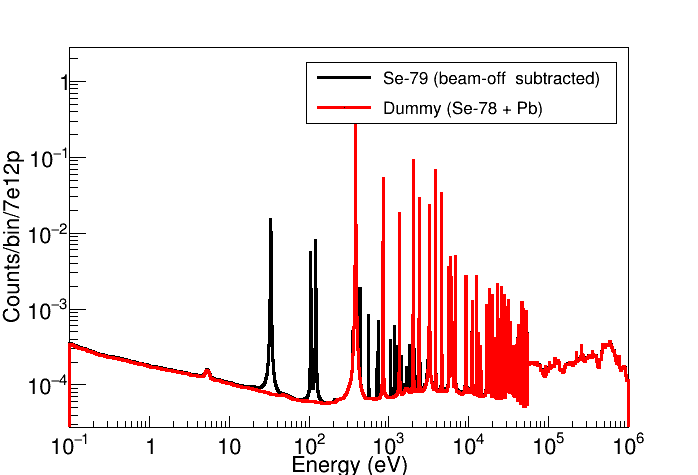 Se-79 (beam-off subtracted)
Dummy (Se-78 + Pb)
Counts/bin/7e12p
1
10⁻¹
10⁻²
10⁻³
10⁻⁴
10⁻¹ 1 10 10² 10³ 10⁴ 10⁵ 10⁶
Energy (eV)